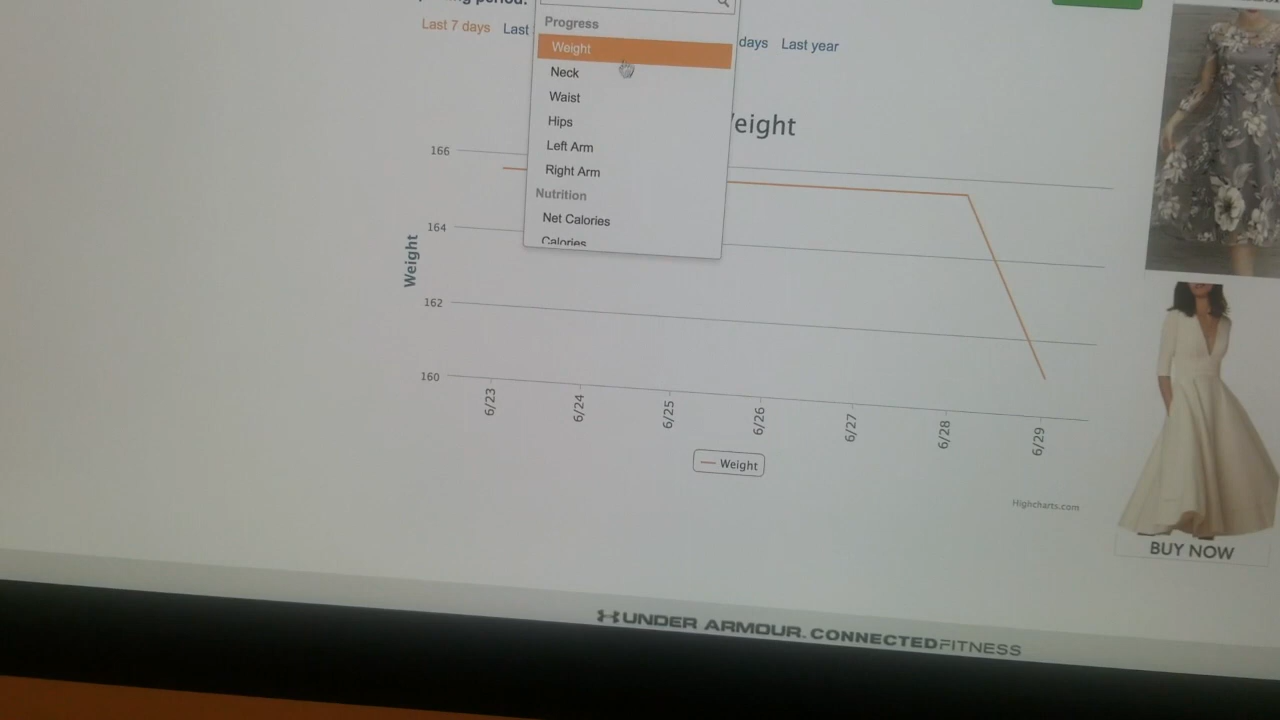 period:
Last 7 days Last days Last year
Progress
Weight
Neck
Waist
Hips
Left Arm
Right Arm
Nutrition
Net Calories
Calories
eight
166
164
162
160
Weight
6/23
6/24
6/25
6/26
6/27
6/28
6/29
Weight
Highcharts.com
BUY NOW
UNDER ARMOUR. CONNECTEDFITNESS